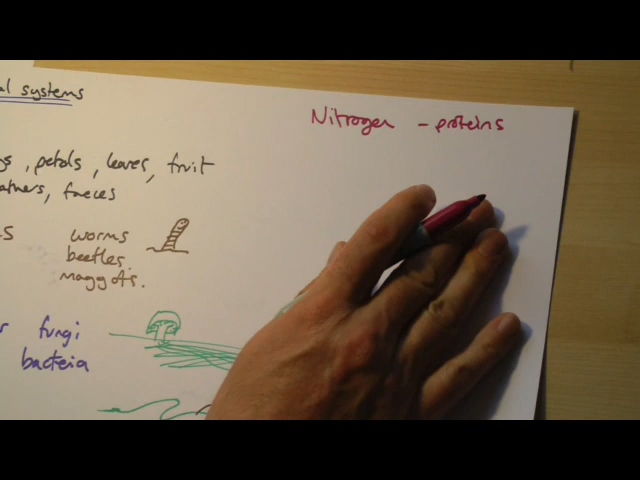 al systems
Nitrogen - proteins
gs, petals, leaves, fruit
athers, faeces
s worms
beetles
maggots.
r fungi
bacteia